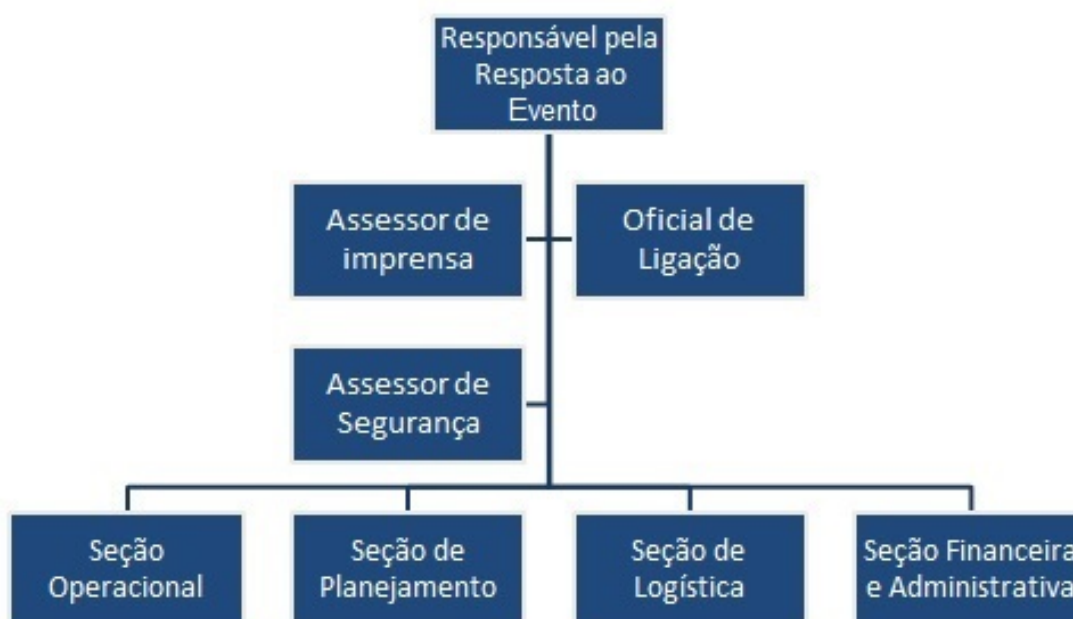 Responsável pela
Resposta ao
Evento
Assessor de
imprensa
Oficial de
Ligação
Assessor de
Segurança
Seção
Operacional
Seção de
Planejamento
Seção de
Logística
Seção Financeira
e Administrativa